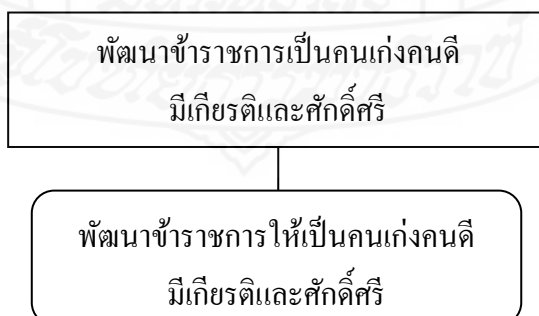 พัฒนาข้าราชการเป็นคนเก่งคนดี
มีเกียรติและศักดิ์ศรี
พัฒนาข้าราชการให้เป็นคนเก่งคนดี
มีเกียรติและศักดิ์ศรี